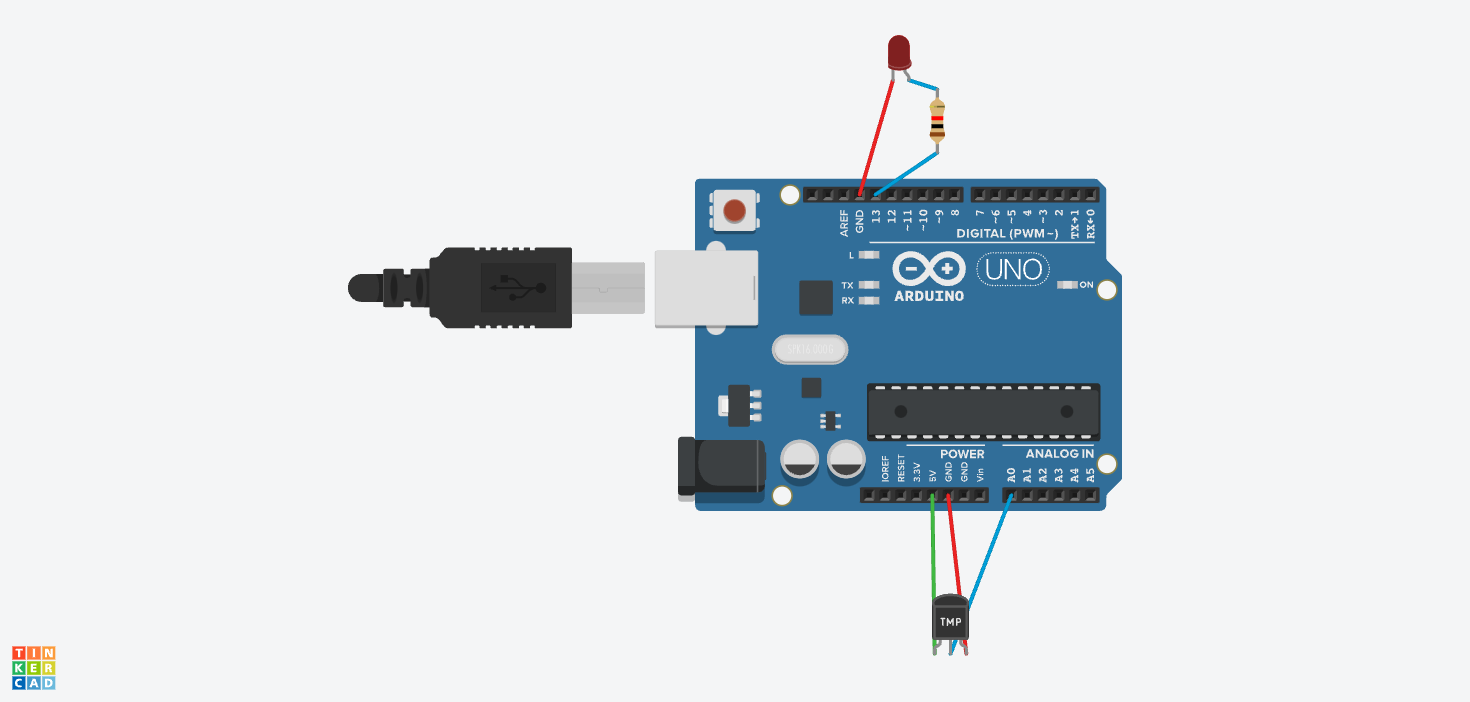 AREF
GND
13
12
~11
~10
~9
8
7
~6
~5
4
~3
2
TX→1
RX←0
DIGITAL (PWM~)
L
TX
RX
UNO
ARDUINO
ON
POWER
ANALOG IN
IOREF
RESET
3.3V
5V
GND
GND
Vin
A0
A1
A2
A3
A4
A5
TMP
TIN
KER
CAD